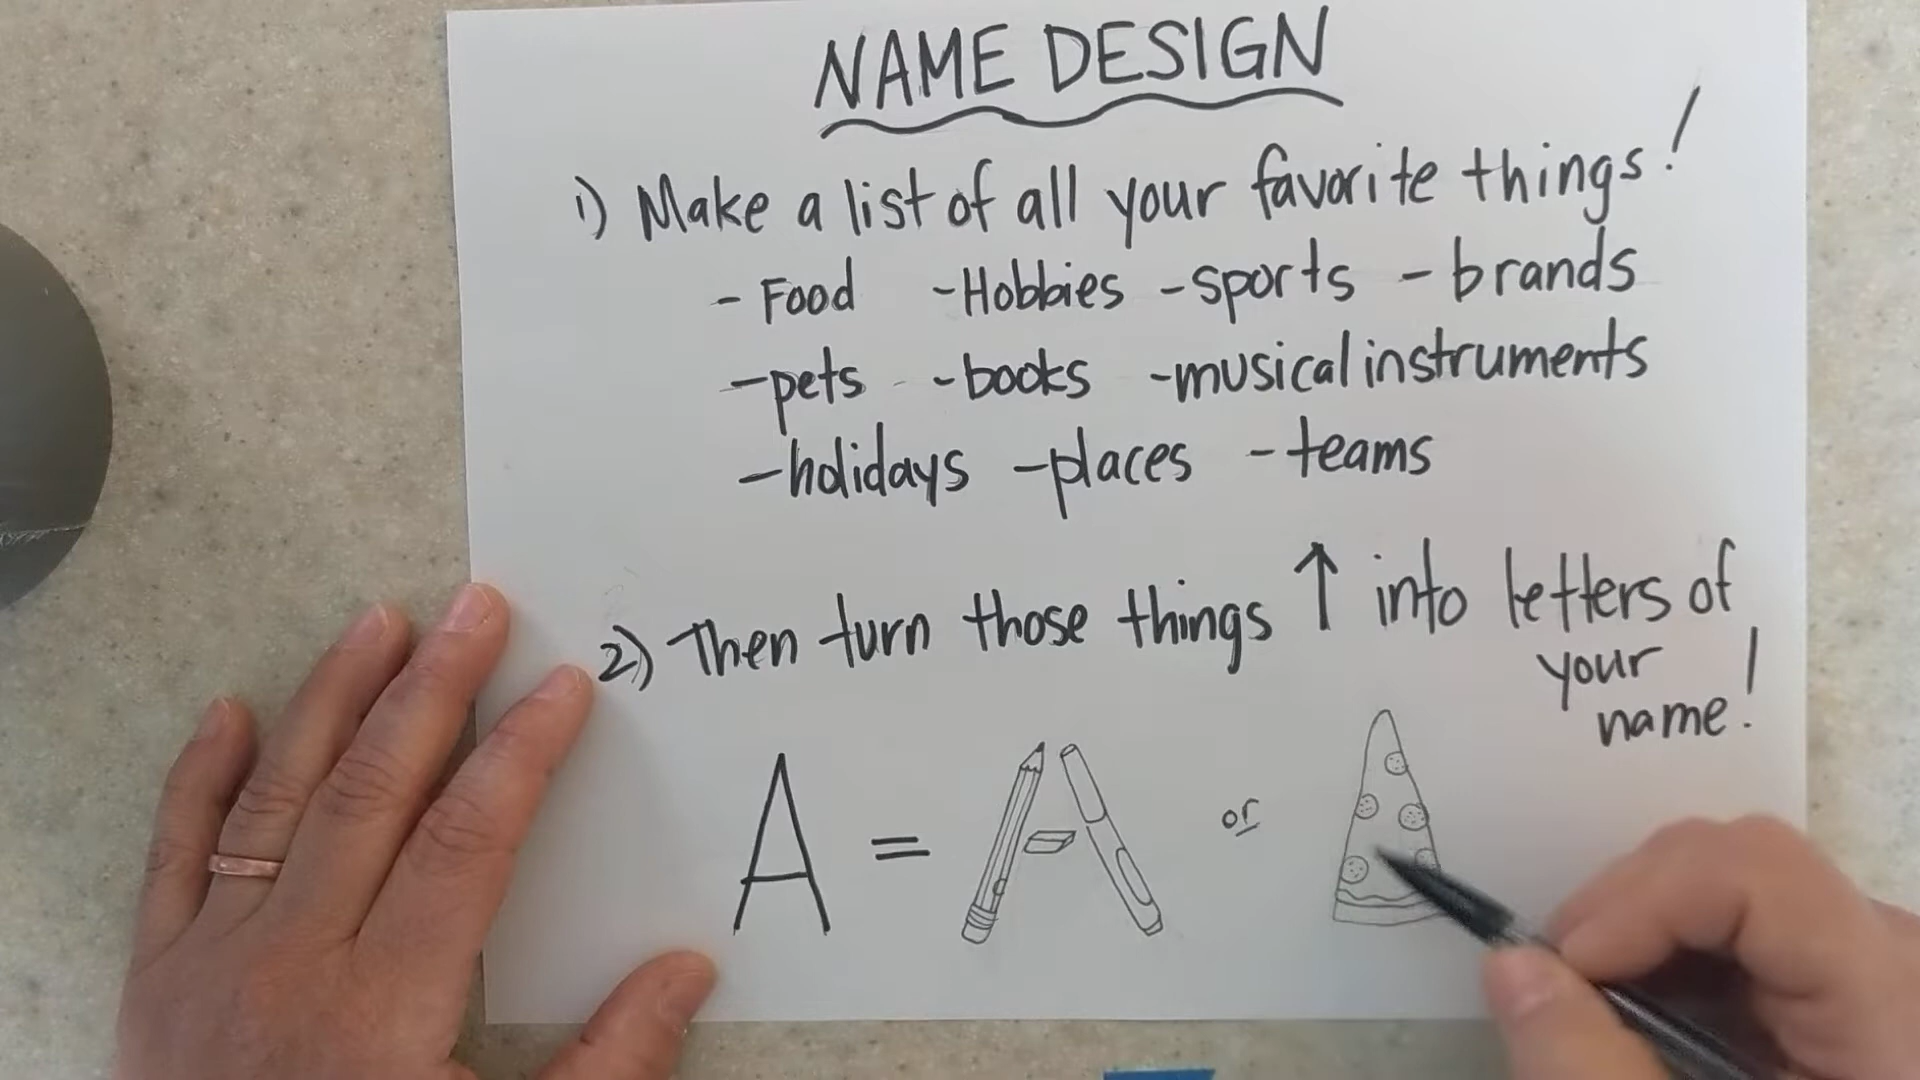 NAME DESIGN
1) Make a list of all your favorite things!
- Food - Hobbies - sports - brands
- pets - books - musical instruments
- holidays - places - teams
2) Then turn those things ↑ into letters of
your
name!
A = A or